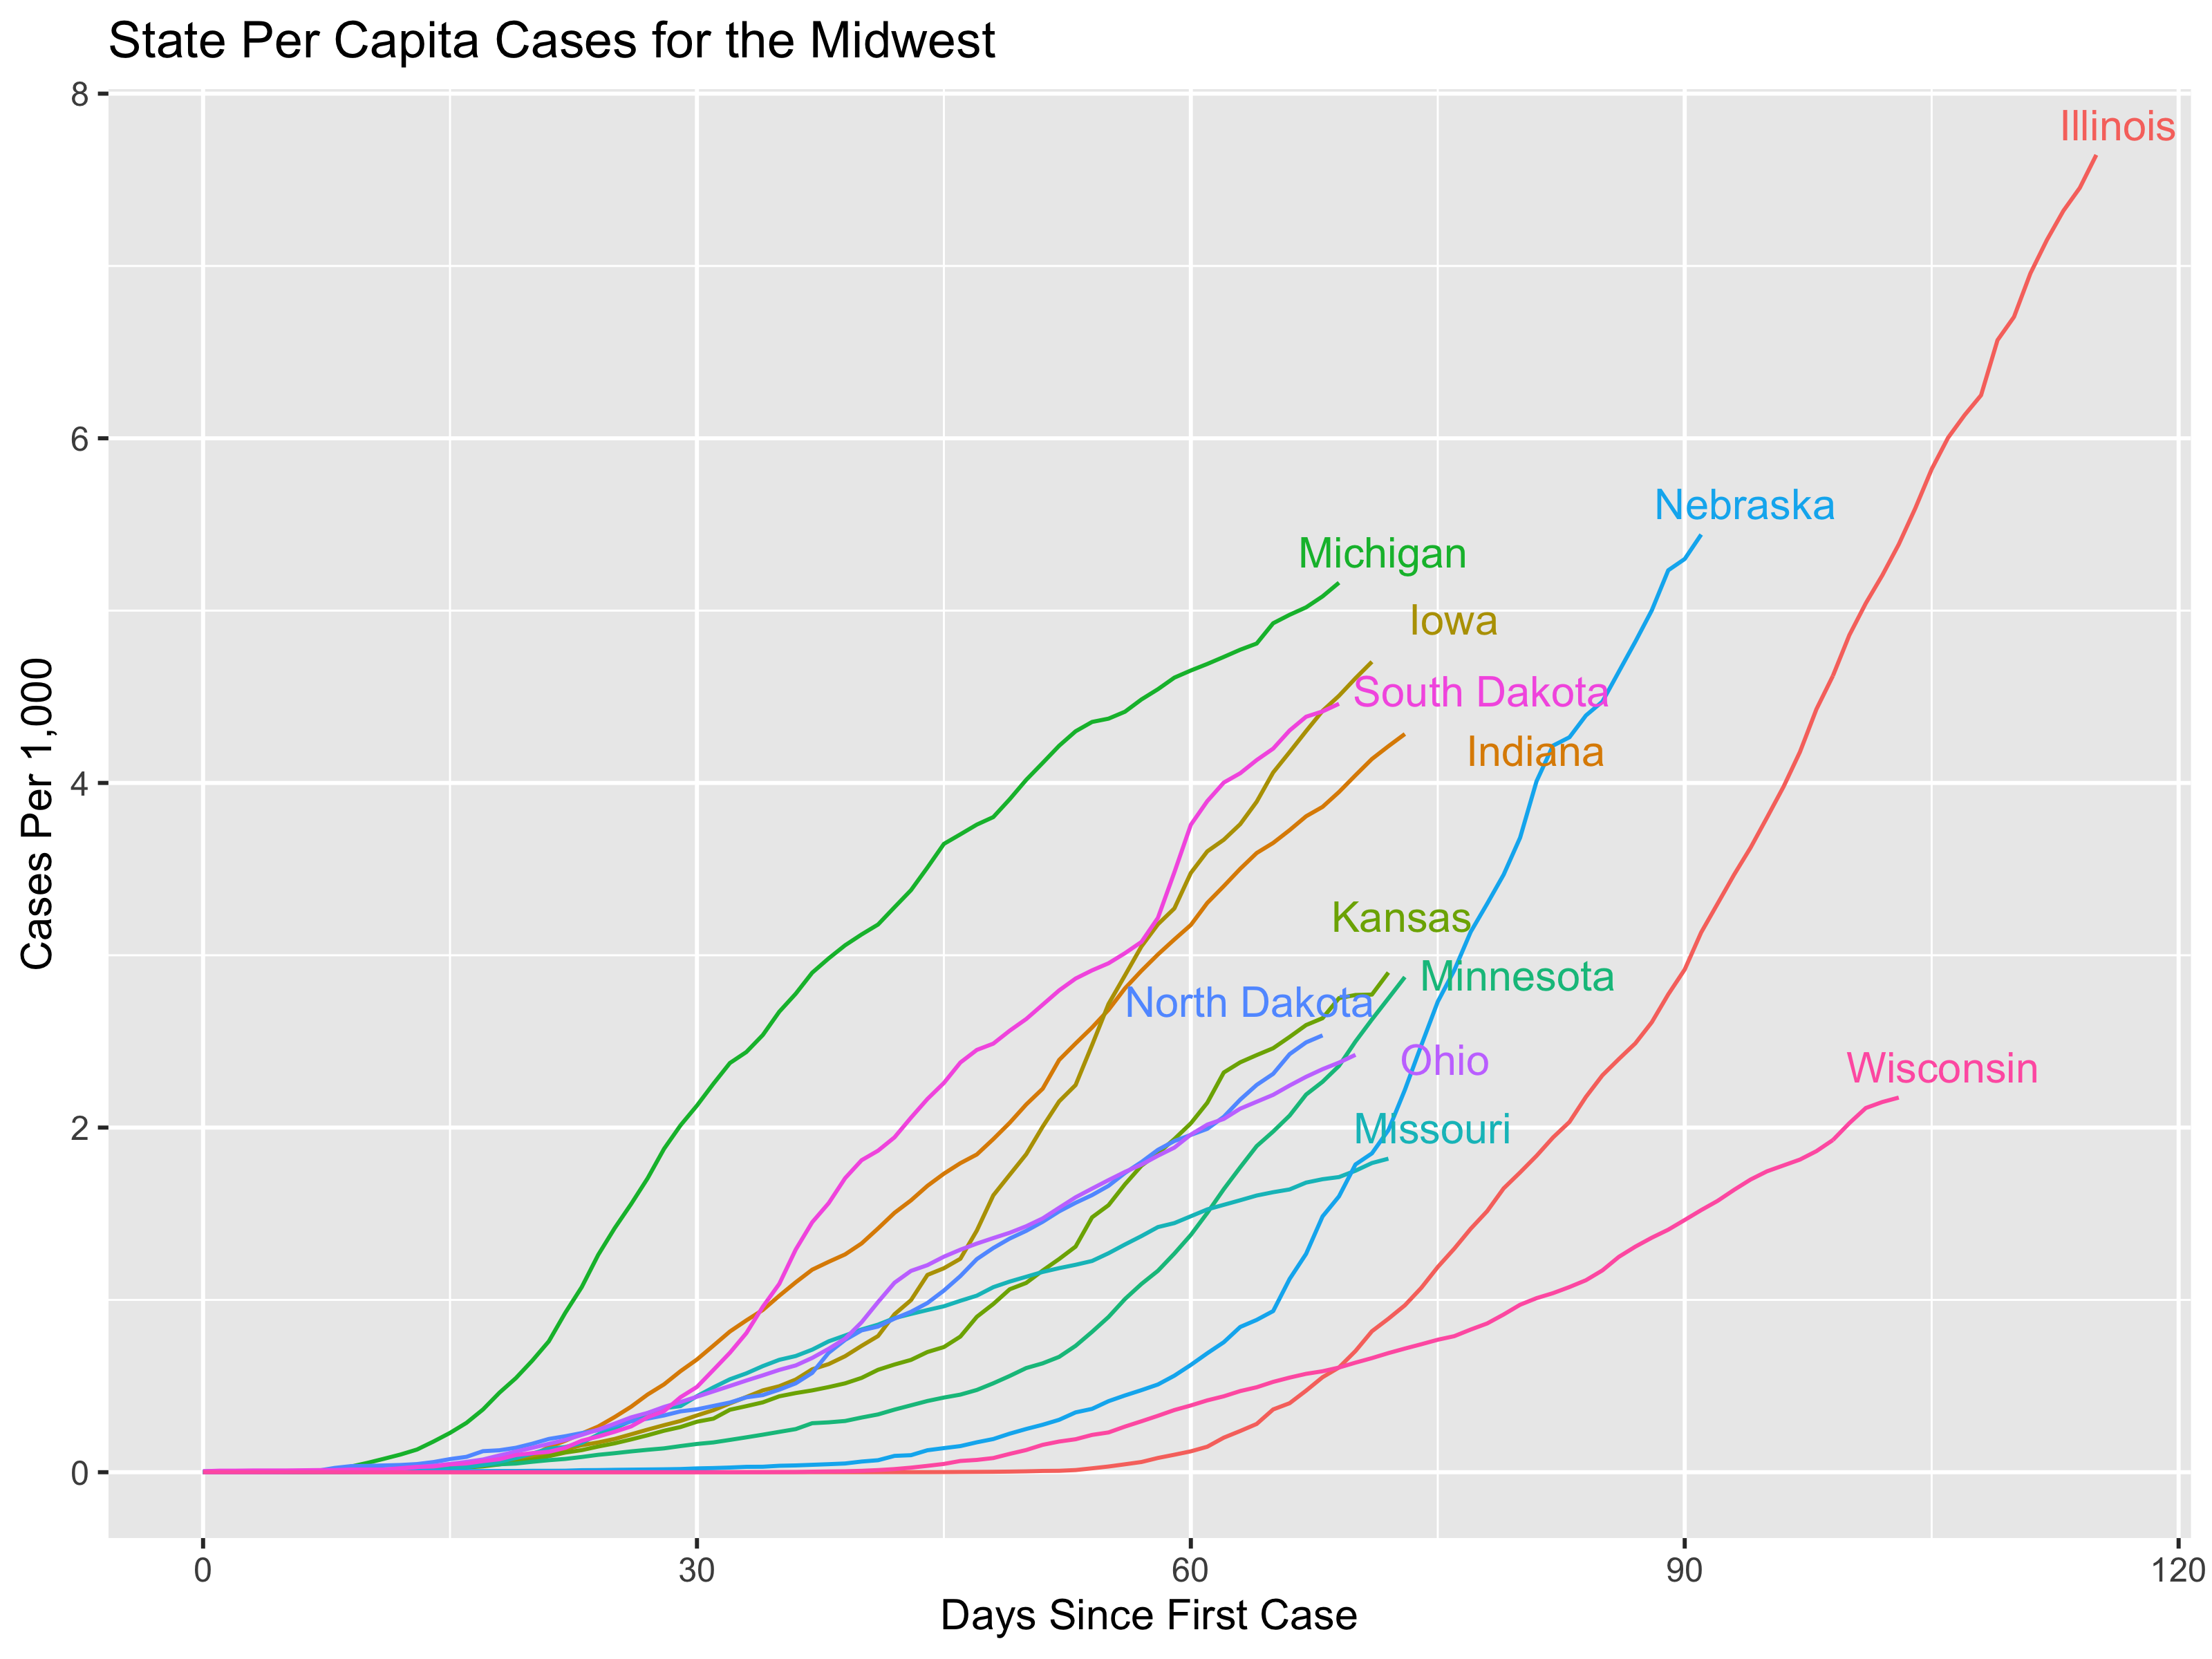 State Per Capita Cases for the Midwest
8
6
4
2
0
Cases Per 1,000
Illinois
Nebraska
Michigan
Iowa
South Dakota
Indiana
Kansas
Minnesota
North Dakota
Ohio
Wisconsin
Missouri
0 30 60 90 120
Days Since First Case